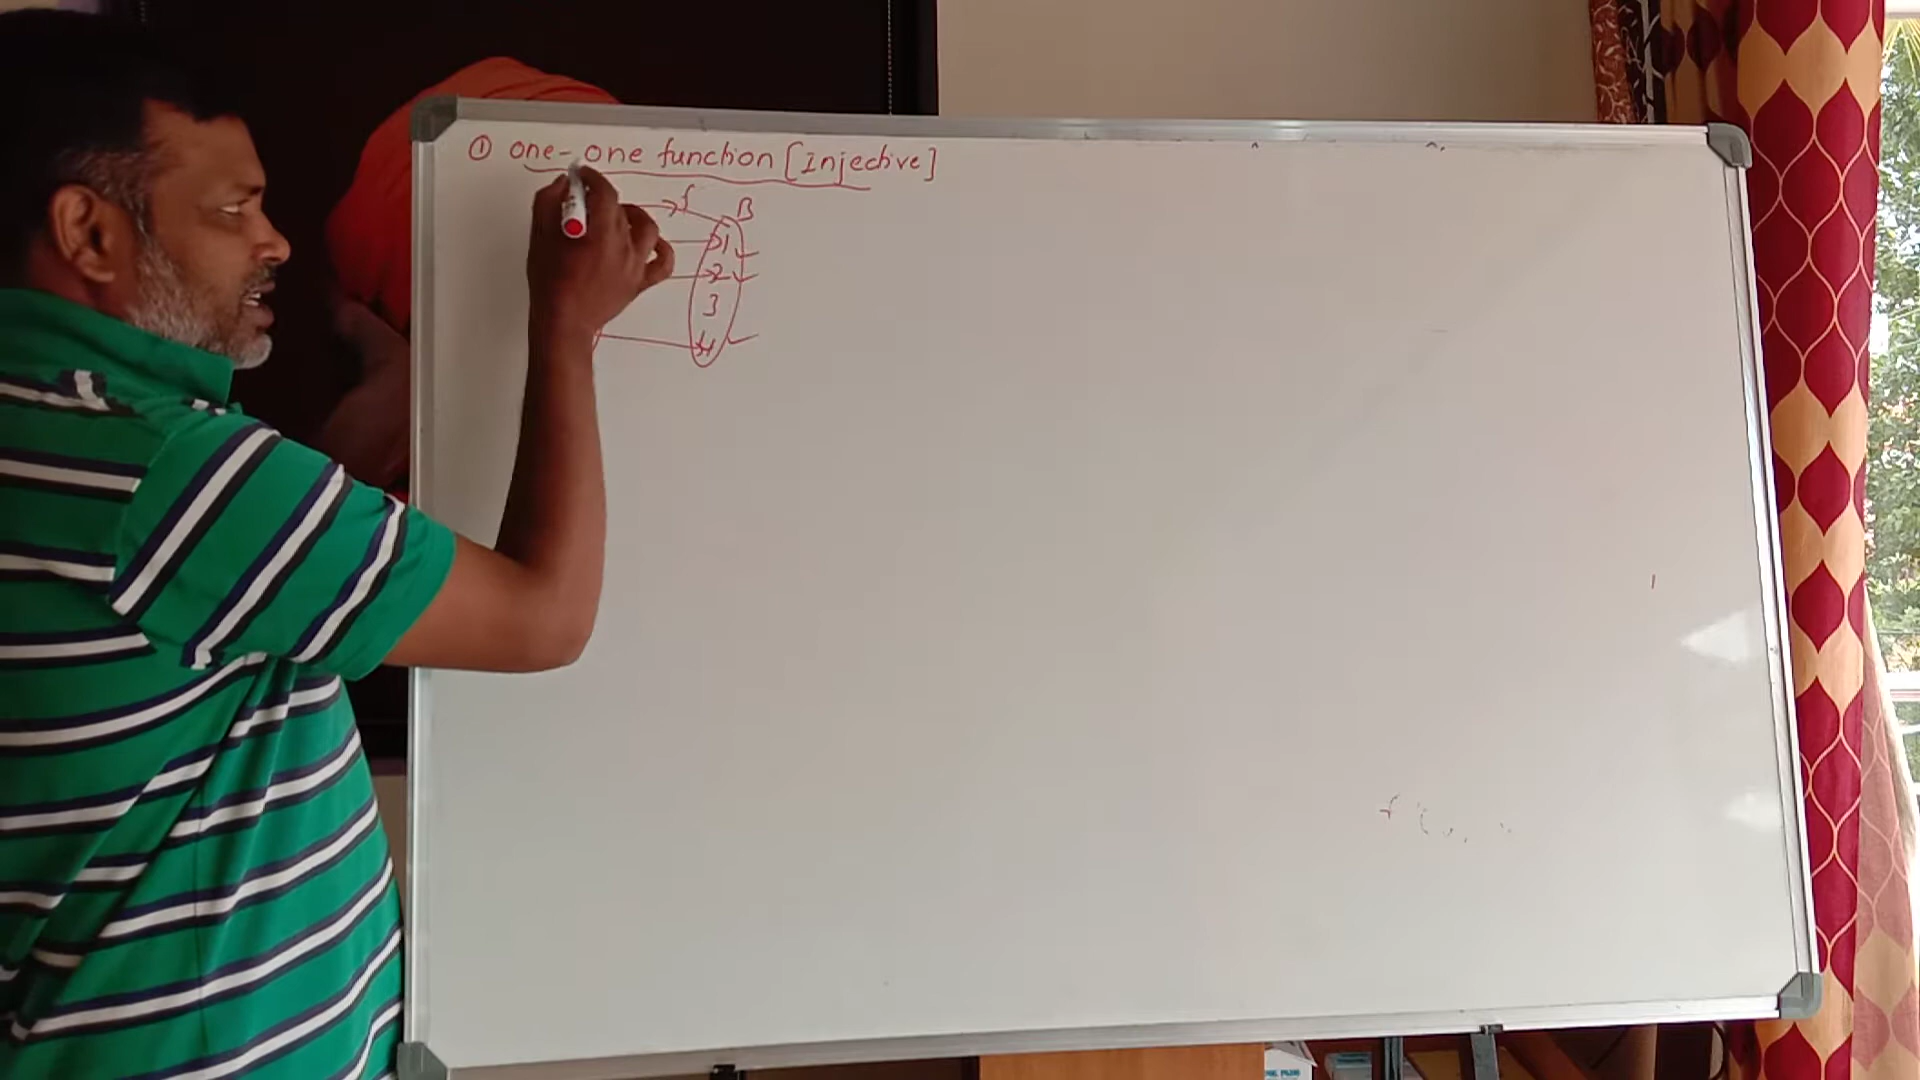 ① one-one function [Injective]
f
B
1
2
3
4
f(